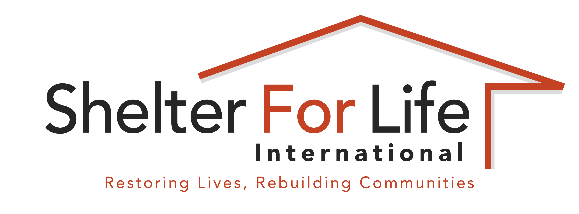 Shelter For Life
International
Restoring Lives, Rebuilding Communities